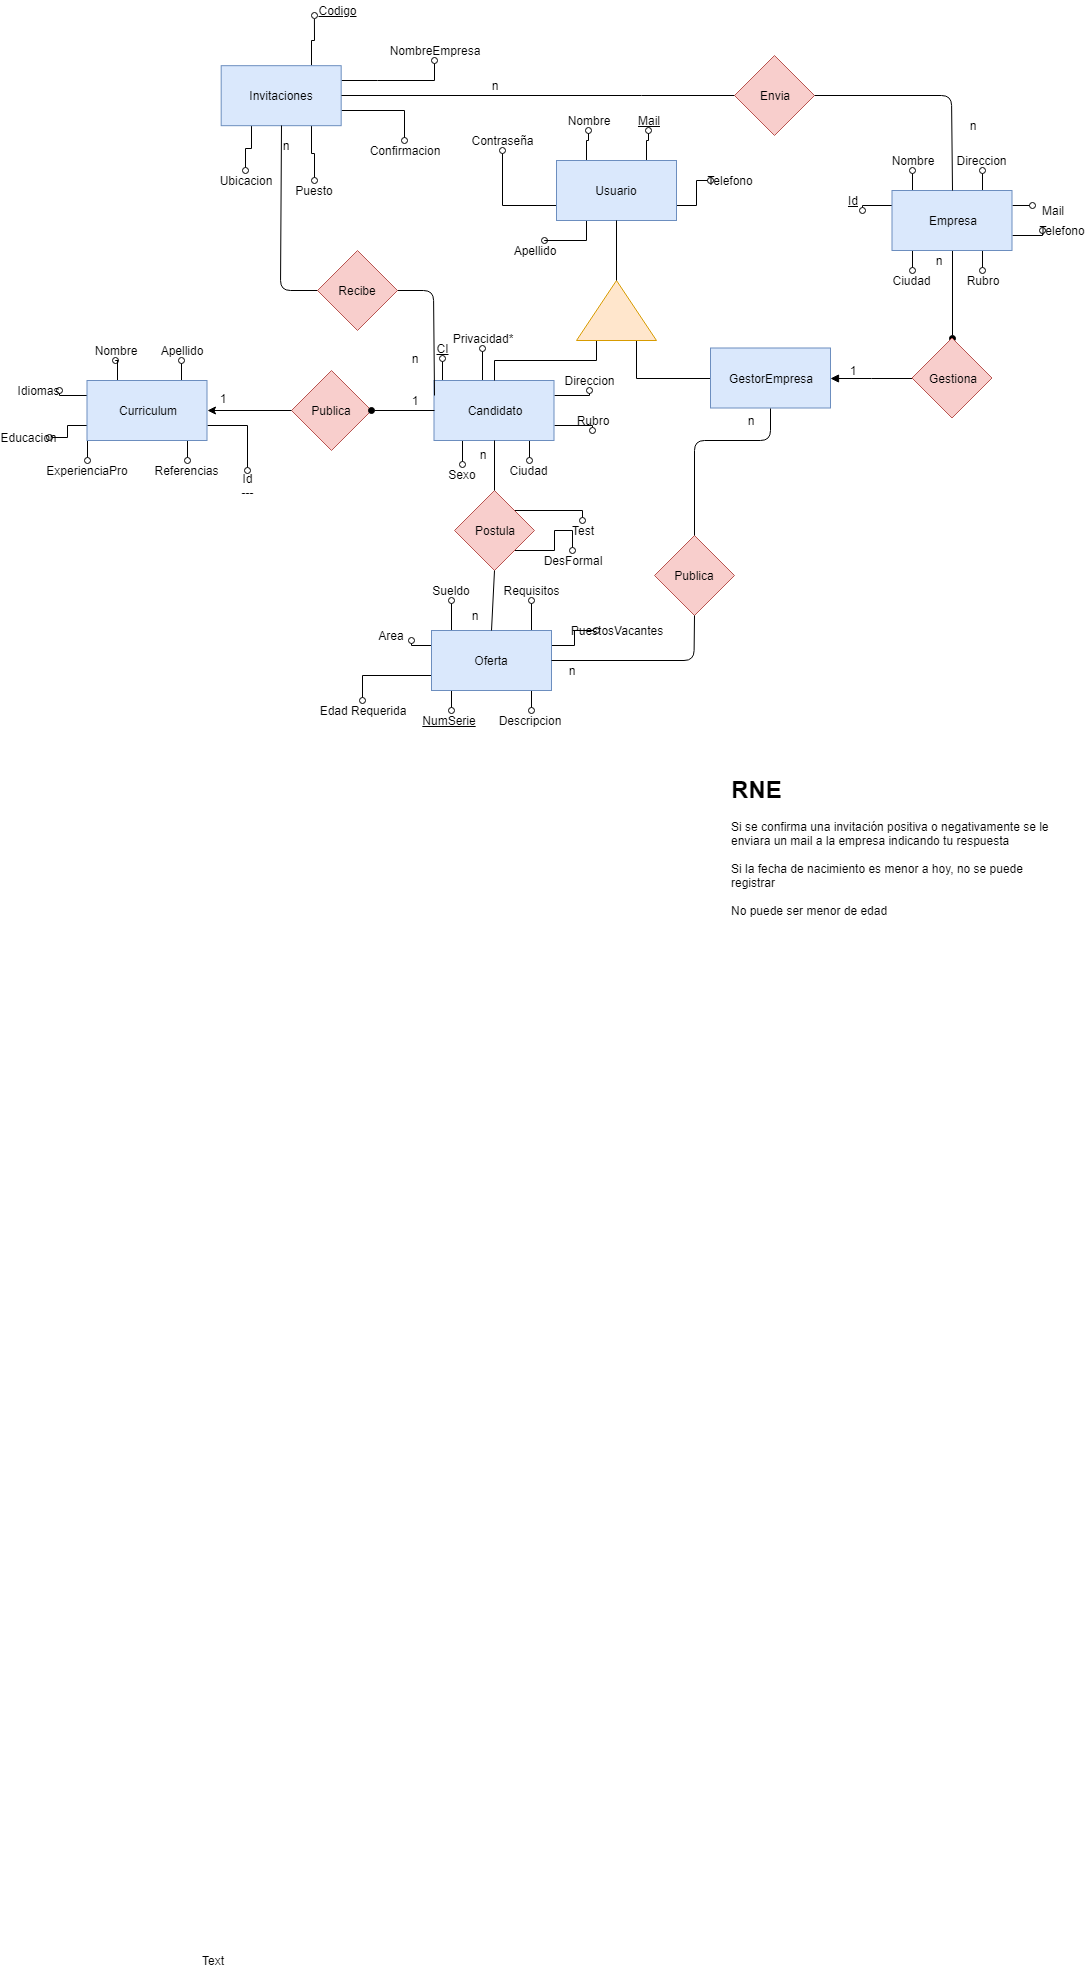 Codigo
NombreEmpresa
n
Invitaciones
Envia
Nombre
Mail
n
Contraseña
n
Confirmacion
Nombre
Direccion
Ubicacion
Puesto
Usuario
Telefono
Id
Mail
Empresa
Telefono
Apellido
n
Ciudad
Rubro
Recibe
Privacidad*
CI
n
Nombre
Apellido
1
Gestiona
GestorEmpresa
Direccion
Idiomas
1
1
Curriculum
Publica
Candidato
Rubro
n
Educacion
n
ExperienciaPro
Referencias
Sexo
Ciudad
Id
---
Postula
Test
DesFormal
Publica
Sueldo
Requisitos
n
Area
PuestosVacantes
Oferta
n
Edad Requerida
NumSerie
Descripcion
RNE
Si se confirma una invitación positiva o negativamente se le
enviara un mail a la empresa indicando tu respuesta
Si la fecha de nacimiento es menor a hoy, no se puede
registrar
No puede ser menor de edad
Text